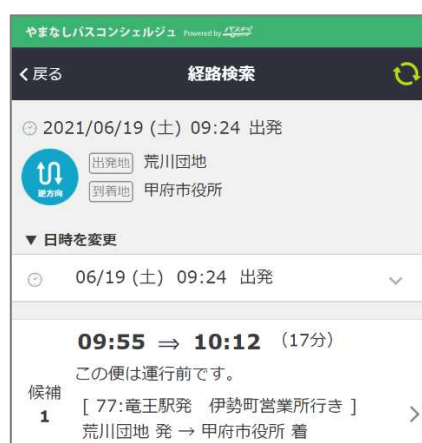 やまなしバスコンシェルジュ Powered by バスナビ
戻る 経路検索
2021/06/19 (土) 09:24 出発
出発地 荒川団地
逆方向
到着地 甲府市役所
▼ 日時を変更
06/19 (土) 09:24 出発
09:55 ⇒ 10:12 (17分)
この便は運行前です。
候補
1
[ 77:竜王駅発 伊勢町営業所行き ]
荒川団地 発 → 甲府市役所 着